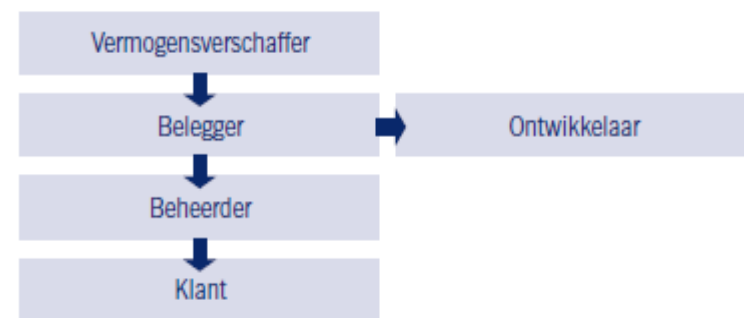 Vermogensverschaffer
Belegger
Ontwikkelaar
Beheerder
Klant